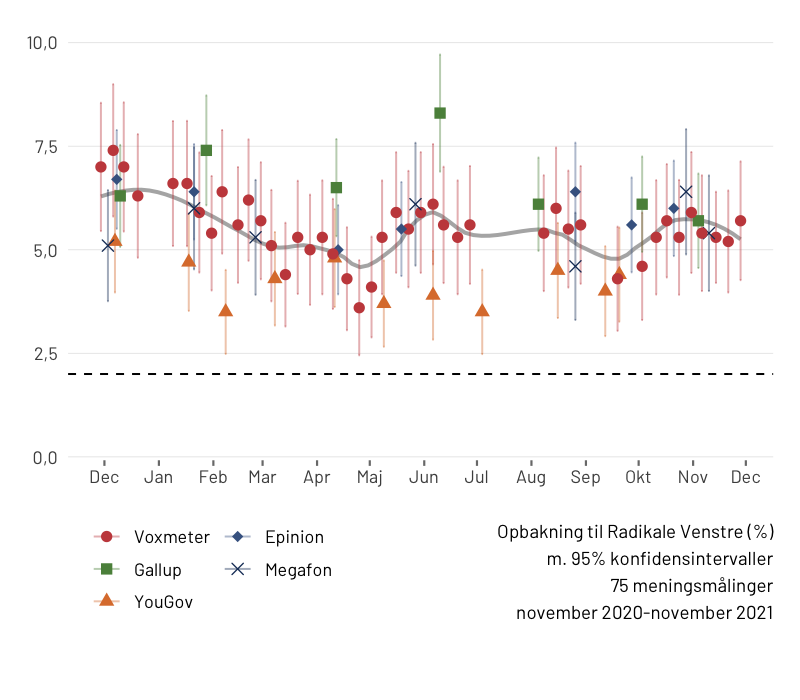 10,0
7,5
5,0
2,5
0,0
Dec Jan Feb Mar Apr Maj Jun Jul Aug Sep Okt Nov Dec
Voxmeter Epinion
Gallup Megafon
YouGov
Opbakning til Radikale Venstre (%)
m. 95% konfidensintervaller
75 meningsmålinger
november 2020-november 2021